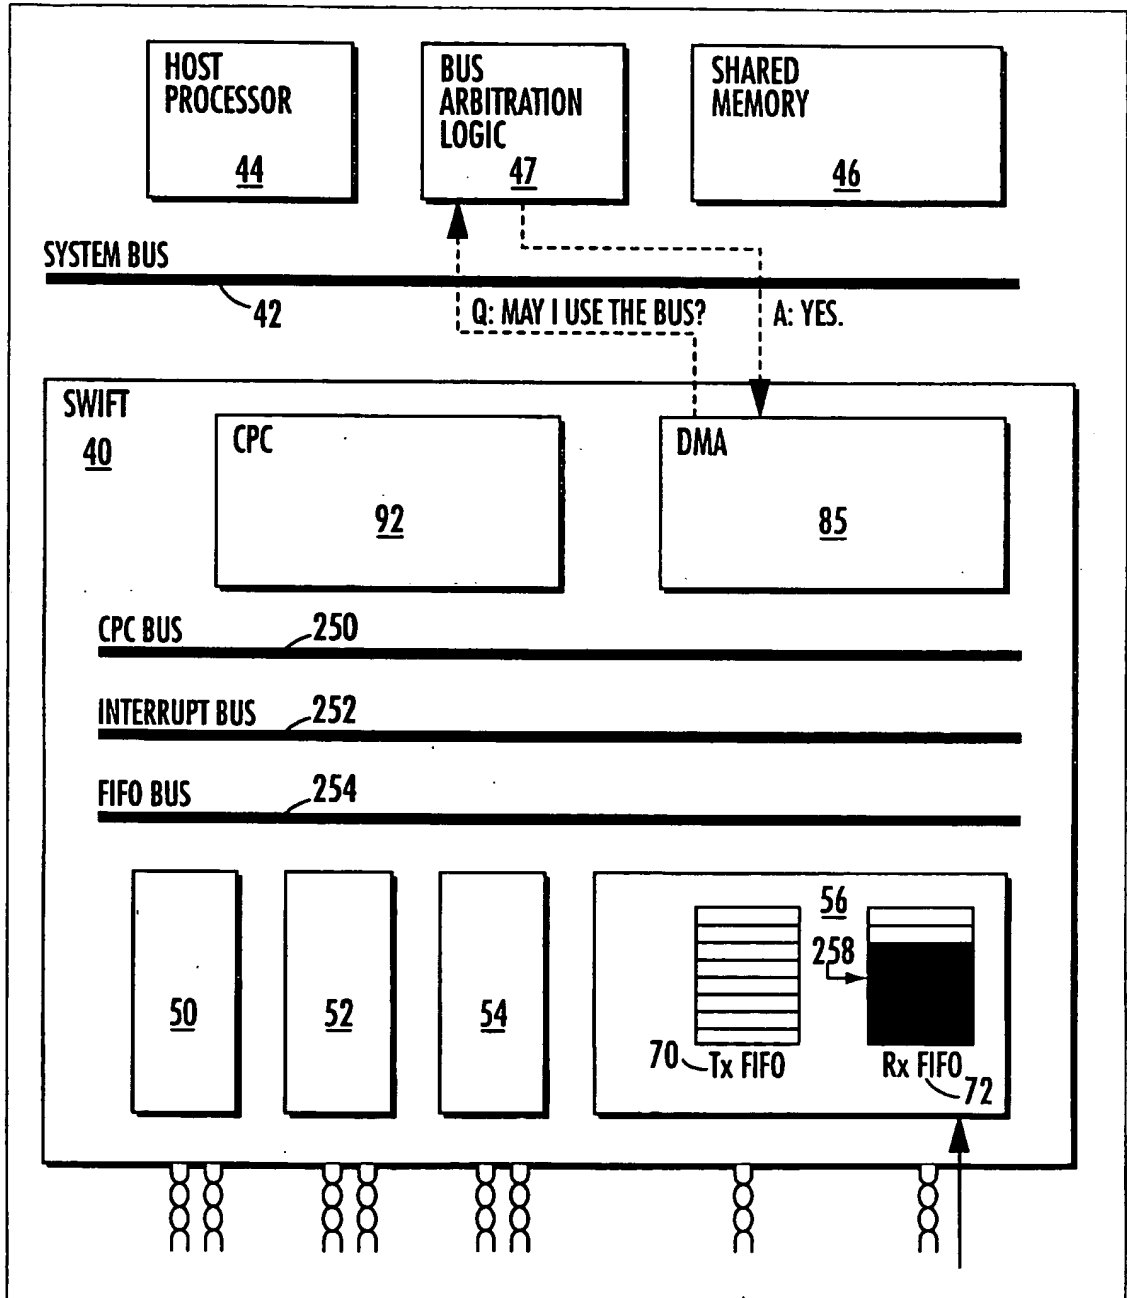 HOST
PROCESSOR
44
BUS
ARBITRATION
LOGIC
47
SHARED
MEMORY
46
SYSTEM BUS
42
Q: MAY I USE THE BUS?
A: YES.
SWIFT
40
CPC
92
DMA
85
CPC BUS
250
INTERRUPT BUS
252
FIFO BUS
254
50
52
54
56
258
70
Tx FIFO
Rx FIFO
72